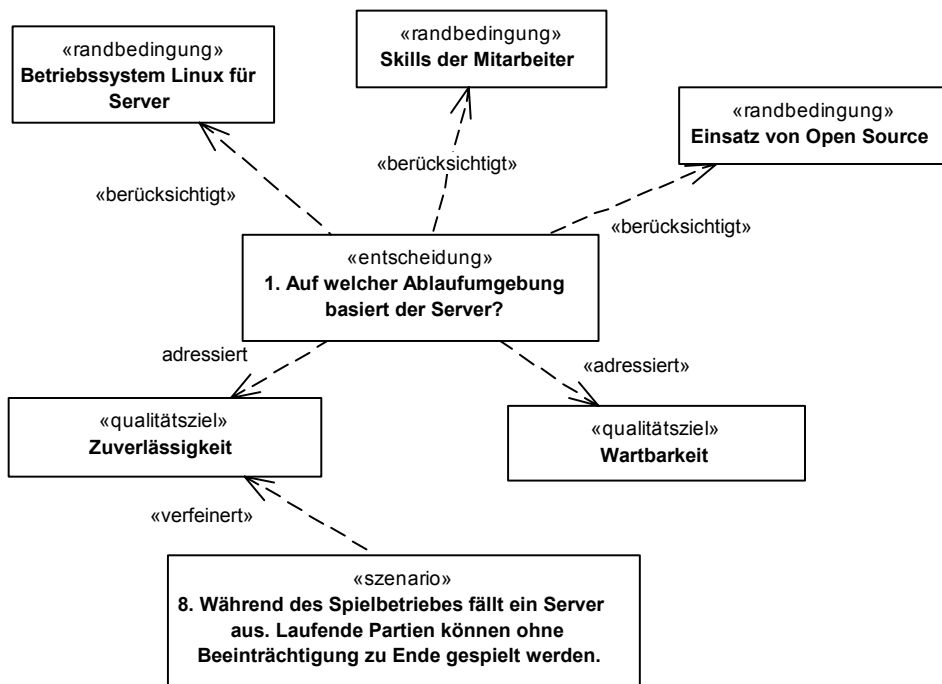 «randbedingung»
Betriebssystem Linux für
Server
«randbedingung»
Skills der Mitarbeiter
«randbedingung»
Einsatz von Open Source
«berücksichtigt»
«berücksichtigt»
«berücksichtigt»
«entscheidung»
1. Auf welcher Ablaufumgebung
basiert der Server?
adressiert
«adressiert»
«qualitätsziel»
Zuverlässigkeit
«qualitätsziel»
Wartbarkeit
«verfeinert»
«szenario»
8. Während des Spielbetriebes fällt ein Server
aus. Laufende Partien können ohne
Beeinträchtigung zu Ende gespielt werden.